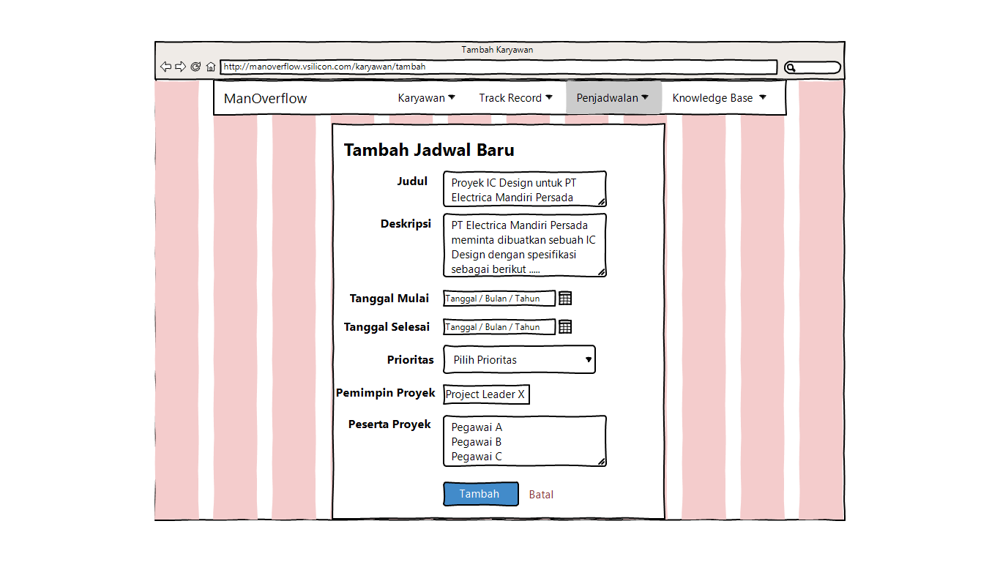 Tambah Karyawan
http://manoverflow.vsilicon.com/karyawan/tambah
ManOverflow Karyawan Track Record Penjadwalan Knowledge Base
Tambah Jadwal Baru
Judul
Proyek IC Design untuk PT
Electrica Mandiri Persada
Deskripsi
PT Electrica Mandiri Persada
meminta dibuatkan sebuah IC
Design dengan spesifikasi
sebagai berikut .....
Tanggal Mulai Tanggal / Bulan / Tahun
Tanggal Selesai Tanggal / Bulan / Tahun
Prioritas Pilih Prioritas
Pemimpin Proyek Project Leader X
Peserta Proyek
Pegawai A
Pegawai B
Pegawai C
Tambah Batal